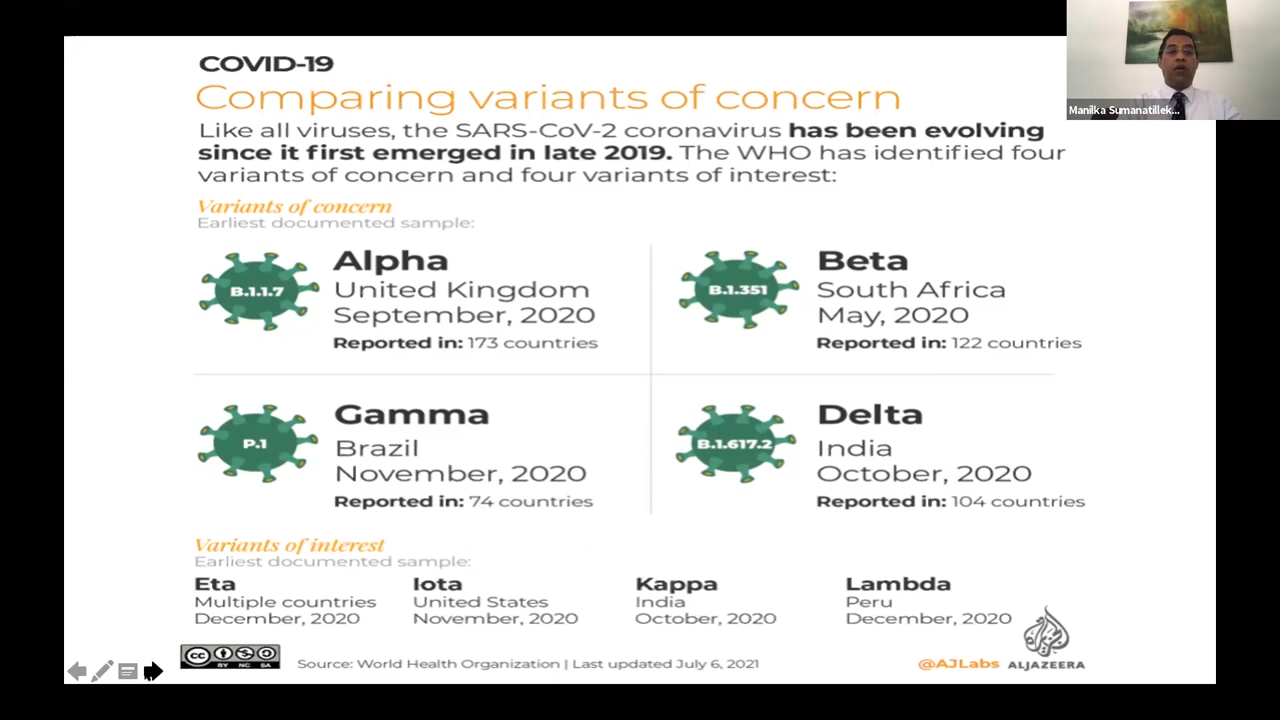 COVID-19
Comparing variants of concern
Like all viruses, the SARS-CoV-2 coronavirus has been evolving
since it first emerged in late 2019. The WHO has identified four
variants of concern and four variants of interest:
Variants of concern
Earliest documented sample:
B.1.1.7
Alpha
United Kingdom
September, 2020
Reported in: 173 countries
B.1.351
Beta
South Africa
May, 2020
Reported in: 122 countries
P.1
Gamma
Brazil
November, 2020
Reported in: 74 countries
B.1.617.2
Delta
India
October, 2020
Reported in: 104 countries
Variants of interest
Earliest documented sample:
Eta
Multiple countries
December, 2020
Iota
United States
November, 2020
Kappa
India
October, 2020
Lambda
Peru
December, 2020
cc BY NC SA
Source: World Health Organization | Last updated July 6, 2021
@AJLabs
ALJAZEERA
Manilka Sumanatillek...